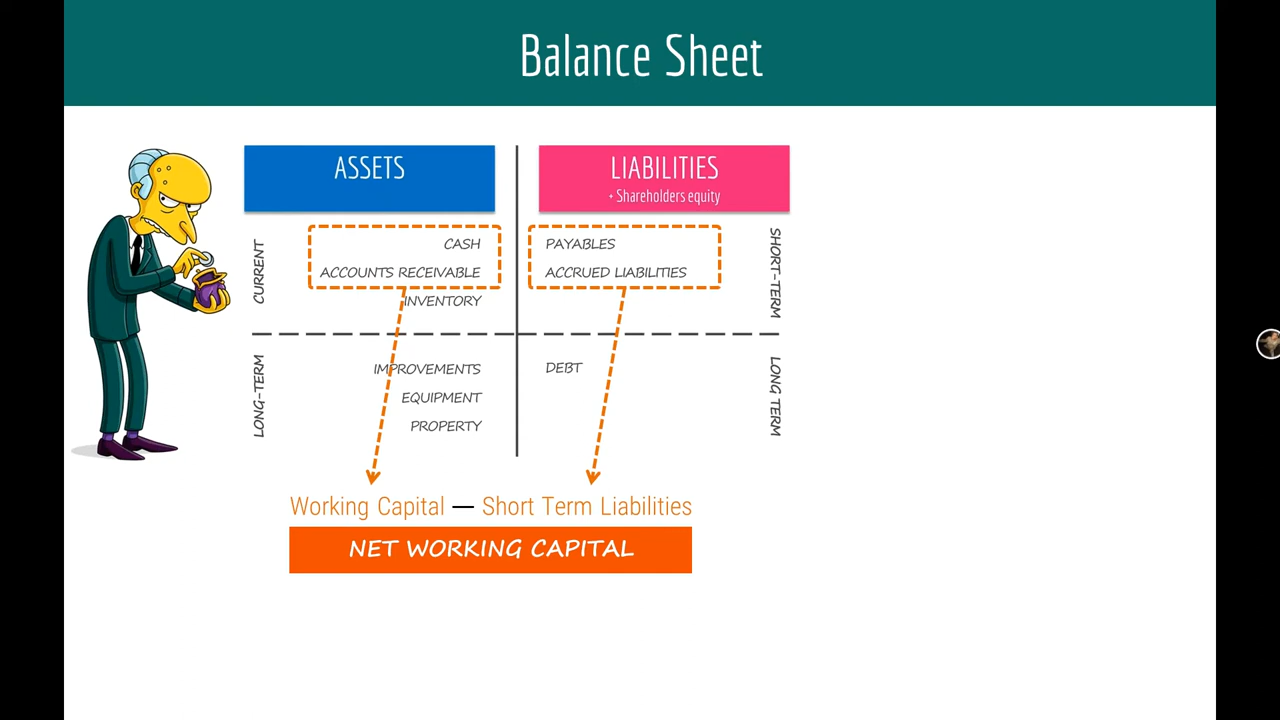 Balance Sheet
ASSETS
LIABILITIES
+ Shareholders equity
CURRENT
CASH
ACCOUNTS RECEIVABLE
INVENTORY
PAYABLES
ACCRUED LIABILITIES
SHORT-TERM
LONG-TERM
IMPROVEMENTS
EQUIPMENT
PROPERTY
DEBT
LONG TERM
Working Capital — Short Term Liabilities
NET WORKING CAPITAL